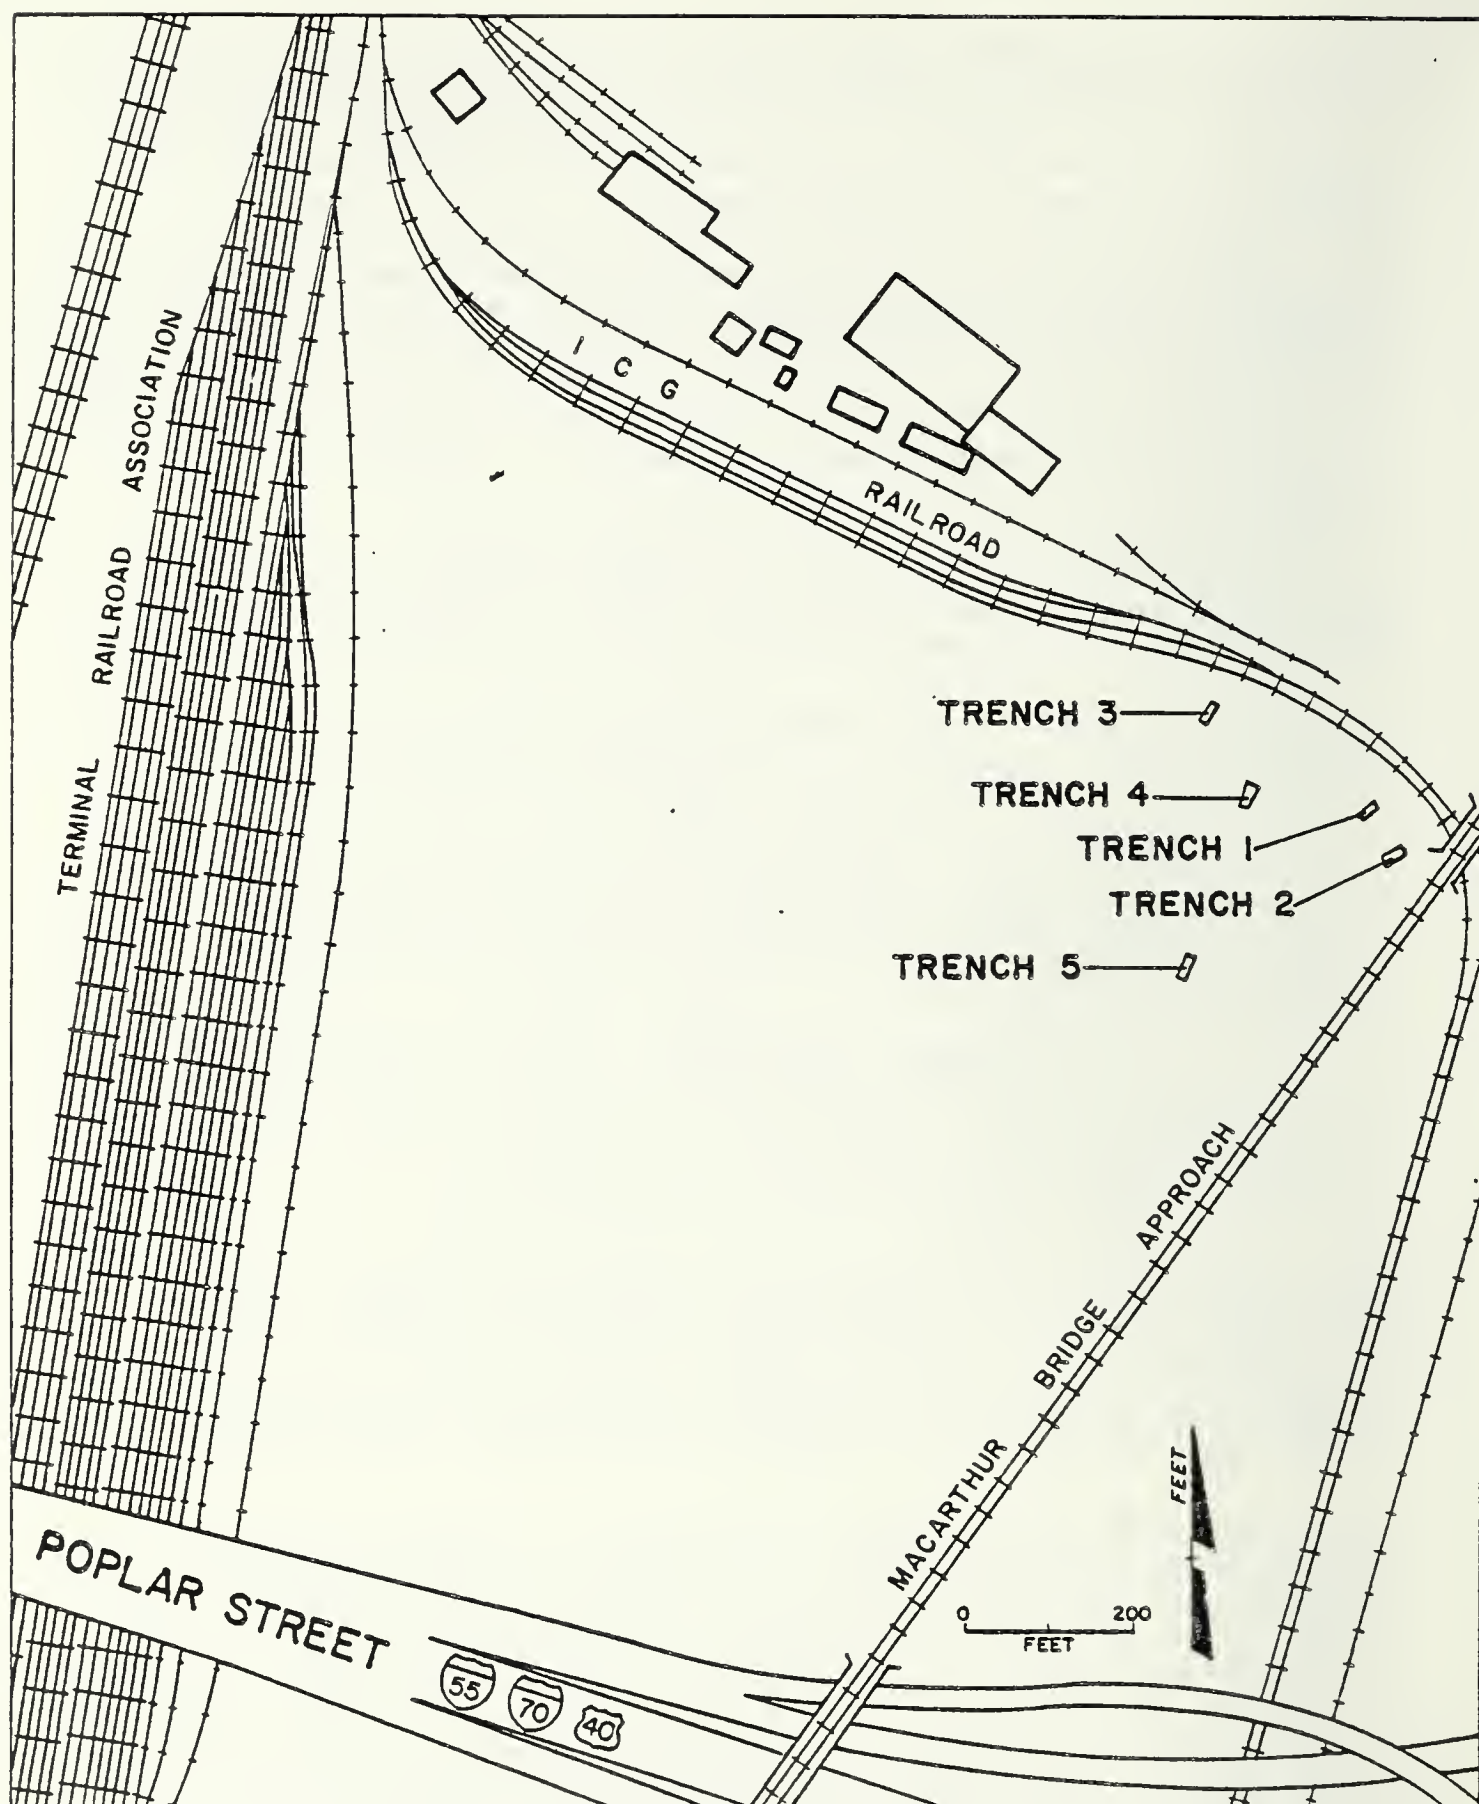 I C G
RAILROAD
TERMINAL RAILROAD ASSOCIATION
TRENCH 3
TRENCH 4
TRENCH 1
TRENCH 2
TRENCH 5
MACARTHUR BRIDGE APPROACH
FEET
0 200
FEET
POPLAR STREET
55 70 40